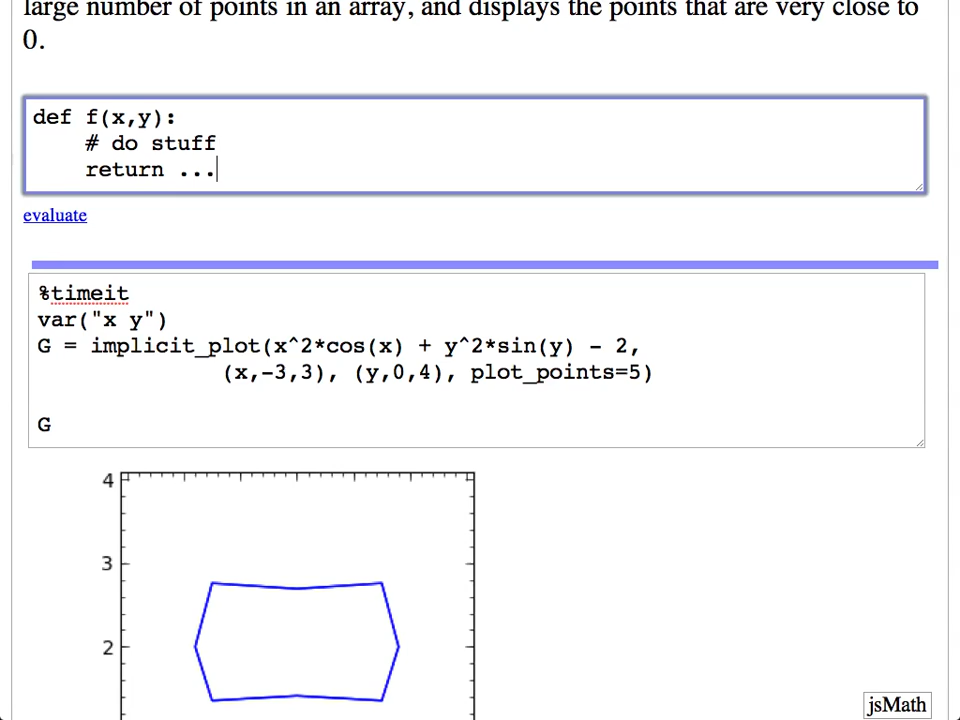 large number of points in an array, and displays the points that are very close to
0.
def f(x,y):
    # do stuff
    return ...
evaluate
%timeit
var("x y")
G = implicit_plot(x^2*cos(x) + y^2*sin(y) - 2,
              (x,-3,3), (y,0,4), plot_points=5)
G
4
3
2
jsMath